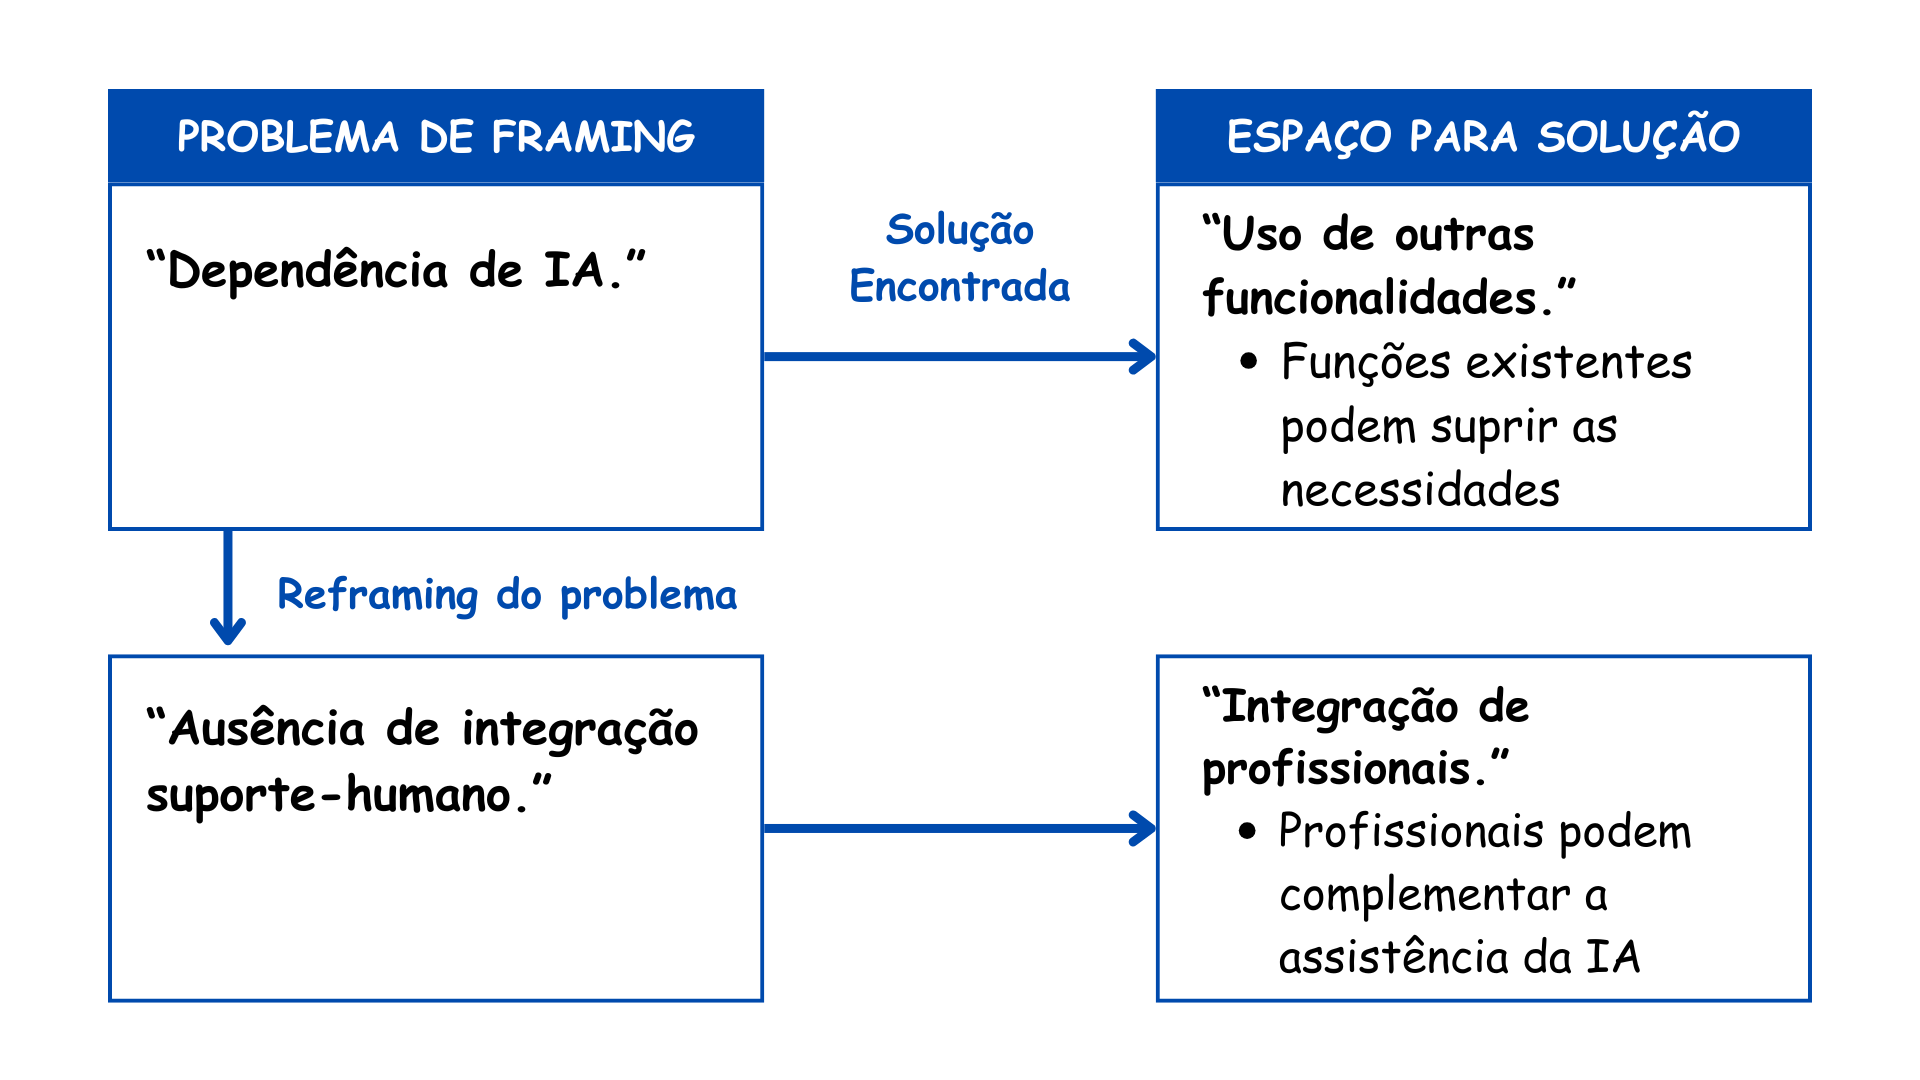 PROBLEMA DE FRAMING
“Dependência de IA.”
Solução
Encontrada
ESPAÇO PARA SOLUÇÃO
“Uso de outras
funcionalidades.”
• Funções existentes
podem suprir as
necessidades
Reframing do problema
“Ausência de integração
suporte-humano.”
“Integração de
profissionais.”
• Profissionais podem
complementar a
assistência da IA